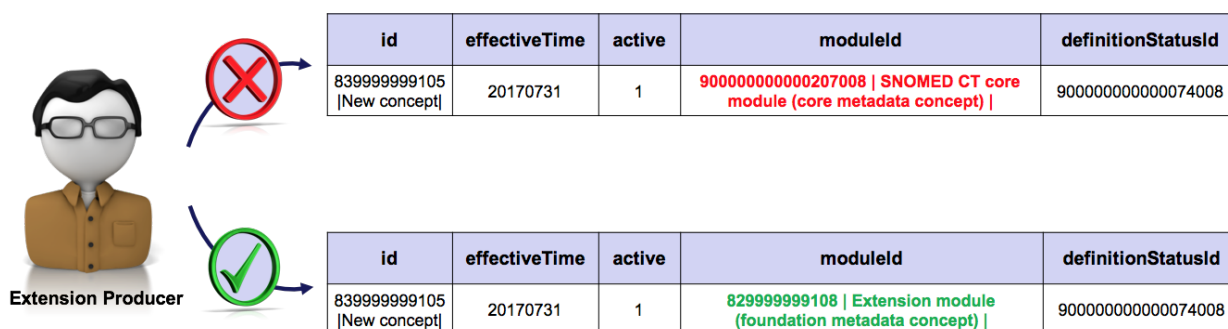 id effectiveTime active moduleId definitionStatusId
839999999105 20170731 1 900000000000207008 | SNOMED CT core 900000000000074008
|New concept| module (core metadata concept) |
id effectiveTime active moduleId definitionStatusId
839999999105 20170731 1 829999999108 | Extension module 900000000000074008
|New concept| (foundation metadata concept) |
Extension Producer